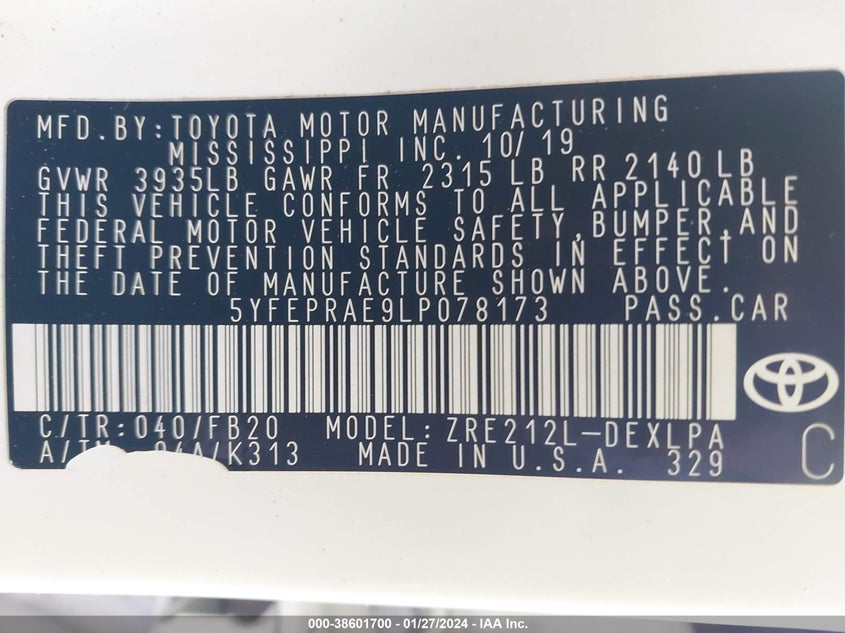 MFD.BY:TOYOTA MOTOR MANUFACTURING
MISSISSIPPI INC. 10/19
GVWR 3935LB GAWR FR 2315 LB RR 2140 LB
THIS VEHICLE CONFORMS TO ALL APPLICABLE
FEDERAL MOTOR VEHICLE SAFETY,BUMPER,AND
THEFT PREVENTION STANDARDS IN EFFECT ON
THE DATE OF MANUFACTURE SHOWN ABOVE.
5YFEPRAE9LP078173 PASS.CAR
C/TR:040/FB20 MODEL:ZRE212L-DEXLPA
/K313 MADE IN U.S.A. 329 C
000-38601700 - 01/27/2024 - IAA Inc.